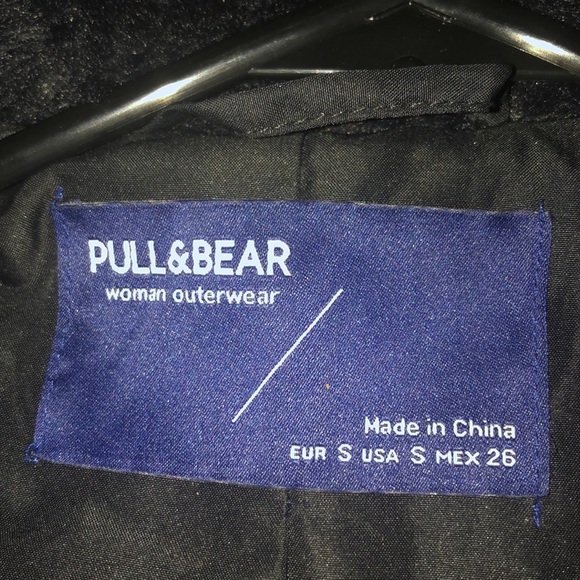 PULL&BEAR
woman outerwear
Made in China
EUR S USA S MEX 26